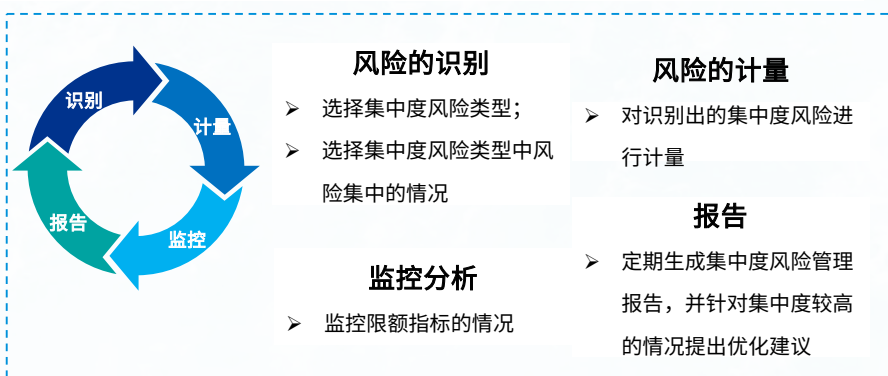 识别
计量
监控
报告
风险的识别
➢ 选择集中度风险类型；
➢ 选择集中度风险类型中风
险集中的情况
风险的计量
➢ 对识别出的集中度风险进
行计量
监控分析
➢ 监控限额指标的情况
报告
➢ 定期生成集中度风险管理
报告，并针对集中度较高
的情况提出优化建议